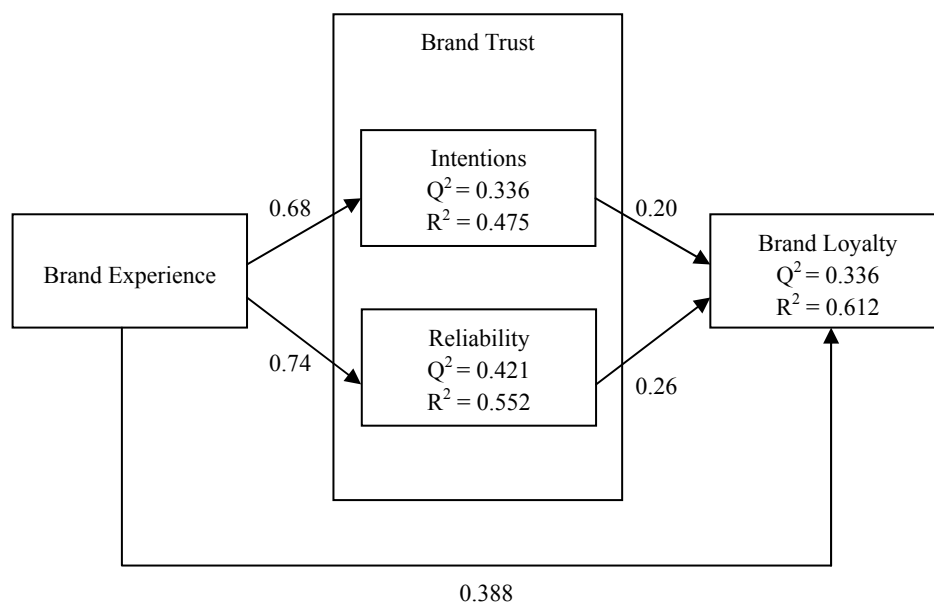 Brand Trust
Intentions
Q² = 0.336
R² = 0.475
0.68
0.20
Brand Experience
Brand Loyalty
Q² = 0.336
R² = 0.612
Reliability
Q² = 0.421
R² = 0.552
0.74
0.26
0.388